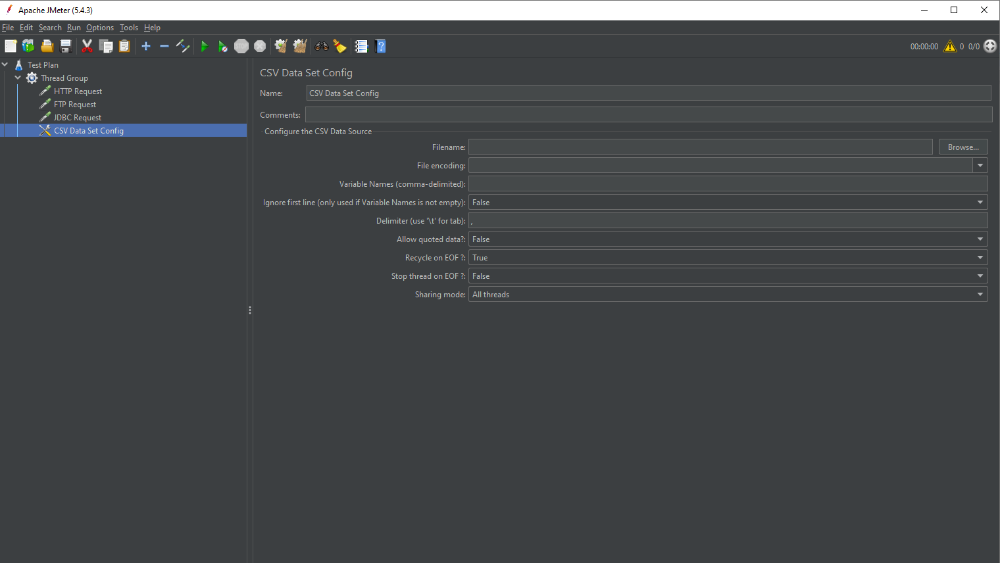 Apache JMeter (5.4.3)
File Edit Search Run Options Tools Help
STOP
00:00:00 0 0/0
Test Plan
Thread Group
HTTP Request
FTP Request
JDBC Request
CSV Data Set Config
CSV Data Set Config
Name: CSV Data Set Config
Comments:
Configure the CSV Data Source
Filename: Browse...
File encoding:
Variable Names (comma-delimited):
Ignore first line (only used if Variable Names is not empty): False
Delimiter (use '\t' for tab): ,
Allow quoted data?: False
Recycle on EOF ?: True
Stop thread on EOF ?: False
Sharing mode: All threads